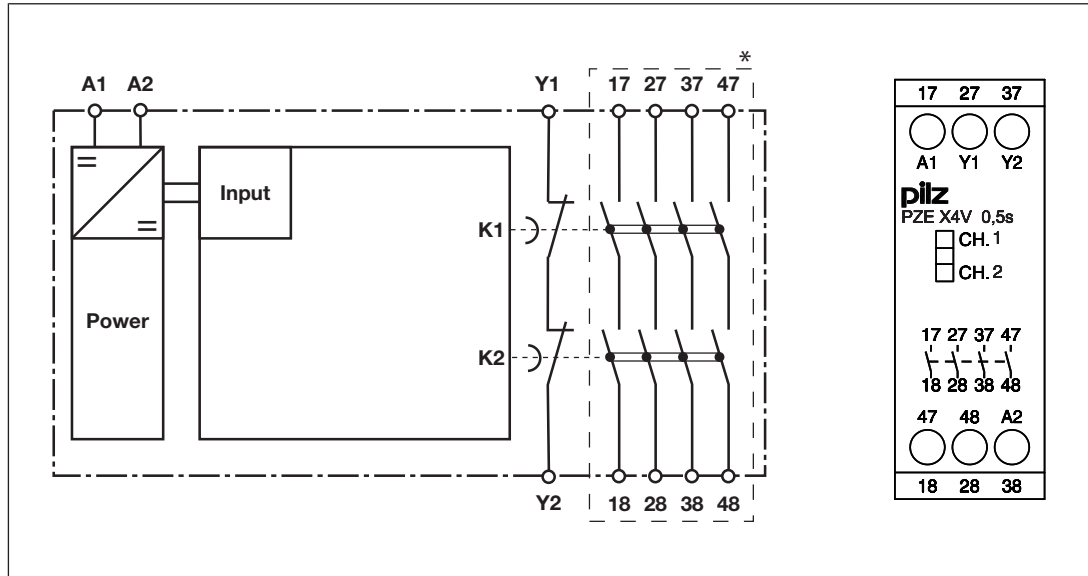 *
A1 A2 Y1 17 27 37 47
Input
K1
Power
K2
Y2 18 28 38 48
17 27 37
A1 Y1 Y2
pilz
PZE X4V 0,5s
CH. 1
CH. 2
17 27 37 47
18 28 38 48
47 48 A2
18 28 38